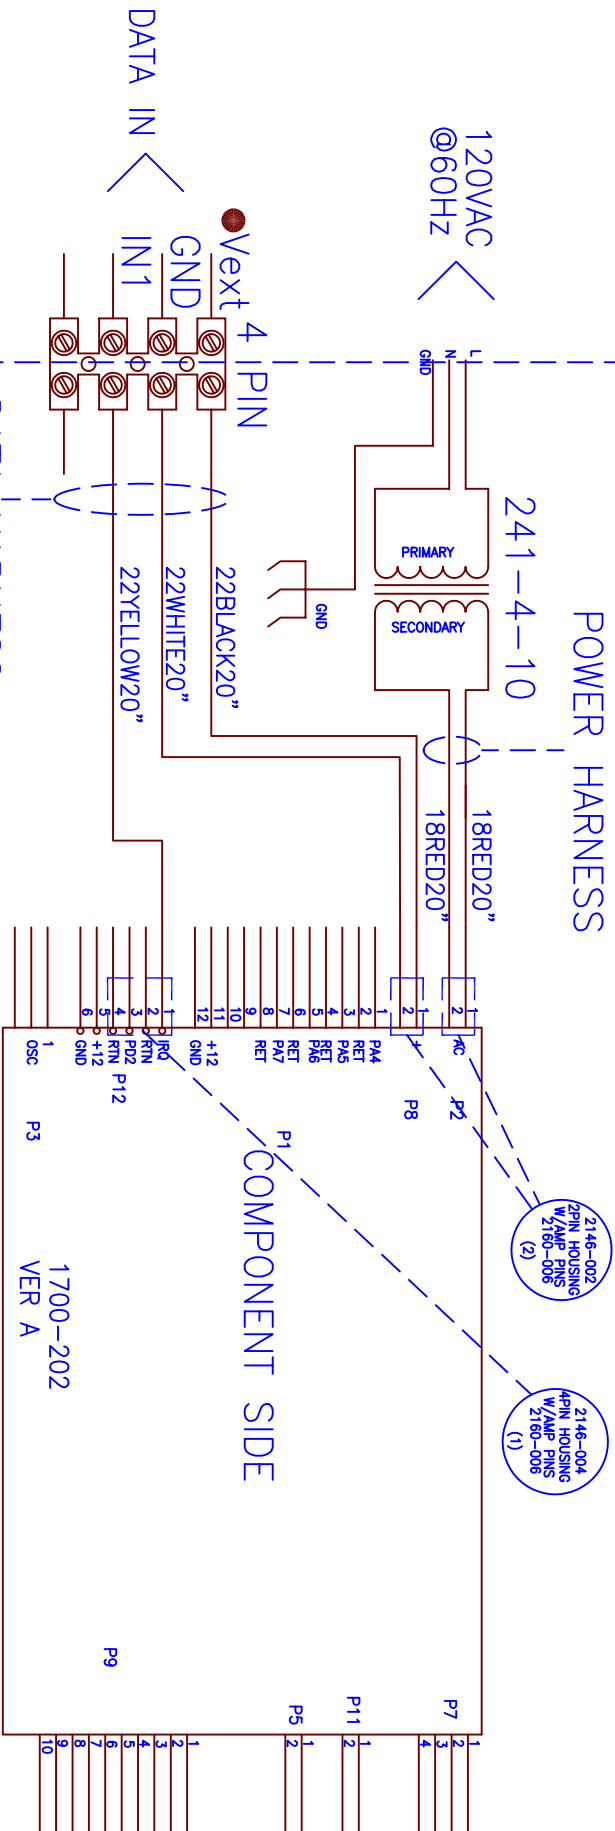 POWER HARNESS
241-4-10
120VAC
@60Hz
L
N
GND
PRIMARY
SECONDARY
GND
18RED20"
18RED20"
DATA IN
Vext
GND
IN1
4 PIN
22BLACK20"
22WHITE20"
22YELLOW20"
2146-002
2PIN HOUSING
W/AMP PINS
2160-006
(2)
2146-004
4PIN HOUSING
W/AMP PINS
2160-006
(1)
1
2
AC
P2
1
2
+
P8
1
2
3
4
5
6
7
8
9
10
11
12
PA4
RET
PA5
RET
PA6
RET
PA7
RET
+12
GND
P1
1
2
3
4
5
6
IRQ
RTN
PD2
RTN
+12
GND
P12
1
OSC
P3
COMPONENT SIDE
1700-202
VER A
P7
1
2
3
4
P11
1
2
P5
1
2
P9
1
2
3
4
5
6
7
8
9
10